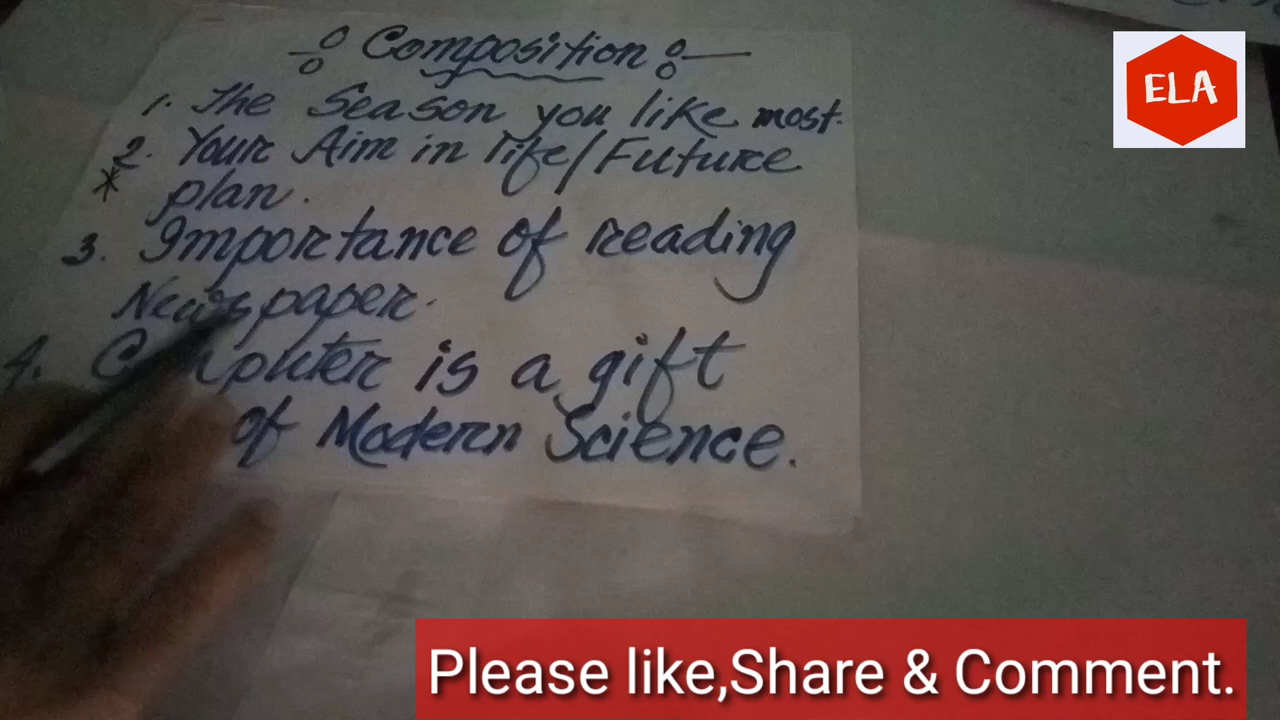 Composition
1. The Season you like most.
2. Your Aim in life/Future
* plan.
3. Importance of reading
Newspaper.
4. Computer is a gift
of Modern Science.
ELA
Please like,Share & Comment.